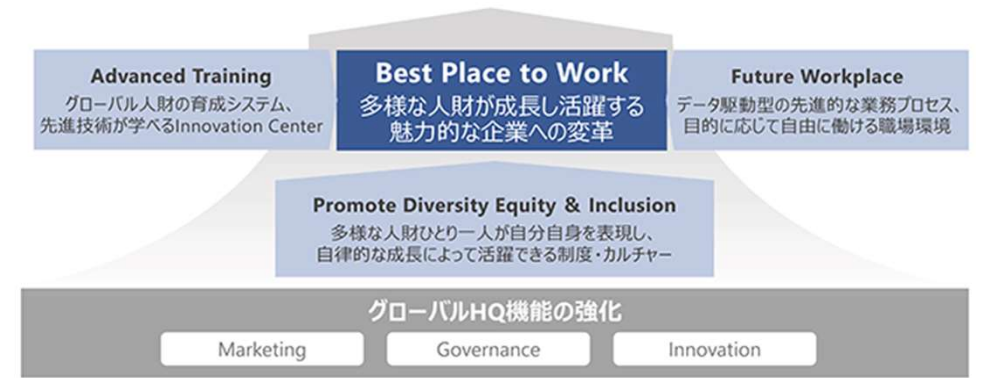 Advanced Training
グローバル人財の育成システム、
先進技術が学べるInnovation Center
Best Place to Work
多様な人財が成長し活躍する
魅力的な企業への変革
Future Workplace
データ駆動型の先進的な業務プロセス、
目的に応じて自由に働ける職場環境
Promote Diversity Equity & Inclusion
多様な人財ひとり一人が自分自身を表現し、
自律的な成長によって活躍できる制度・カルチャー
グローバルHQ機能の強化
Marketing
Governance
Innovation